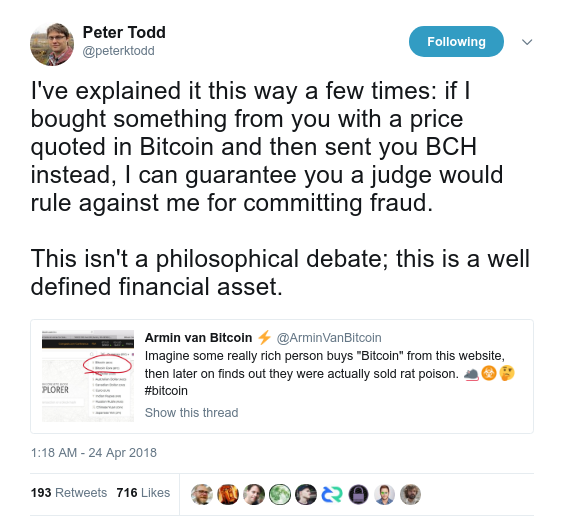 Peter Todd
@peterktodd
Following
I've explained it this way a few times: if I
bought something from you with a price
quoted in Bitcoin and then sent you BCH
instead, I can guarantee you a judge would
rule against me for committing fraud.
This isn't a philosophical debate; this is a well
defined financial asset.
PLORER
Armin van Bitcoin ⚡ @ArminVanBitcoin
Imagine some really rich person buys "Bitcoin" from this website,
then later on finds out they were actually sold rat poison. 🐀☣️🤔
#bitcoin
Show this thread
1:18 AM - 24 Apr 2018
193 Retweets 716 Likes